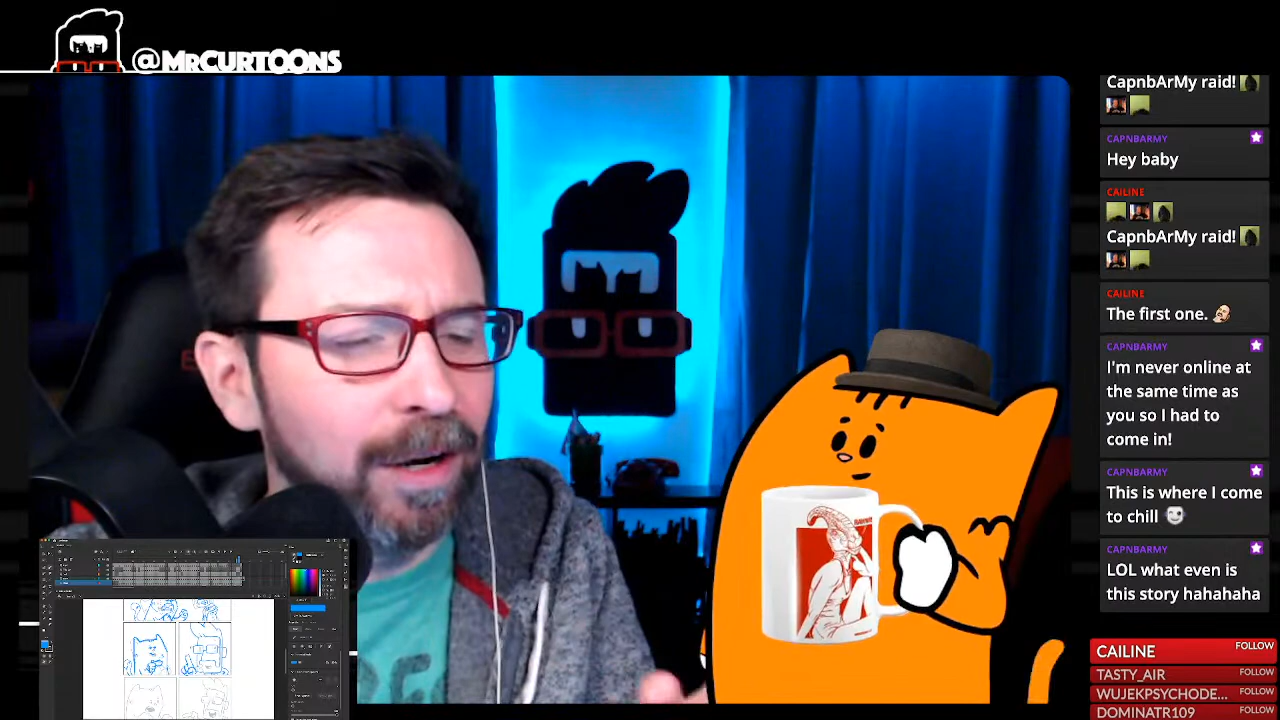 @MRCURTOONS
CapnbArMy raid!
CAPNBARMY
Hey baby
CAILINE
CapnbArMy raid!
CAILINE
The first one.
CAPNBARMY
I'm never online at
the same time as
you so I had to
come in!
CAPNBARMY
This is where I come
to chill
CAPNBARMY
LOL what even is
this story hahahaha
CAILINE FOLLOW
TASTY_AIR FOLLOW
WUJEKPSYCHODE... FOLLOW
DOMINATR109 FOLLOW